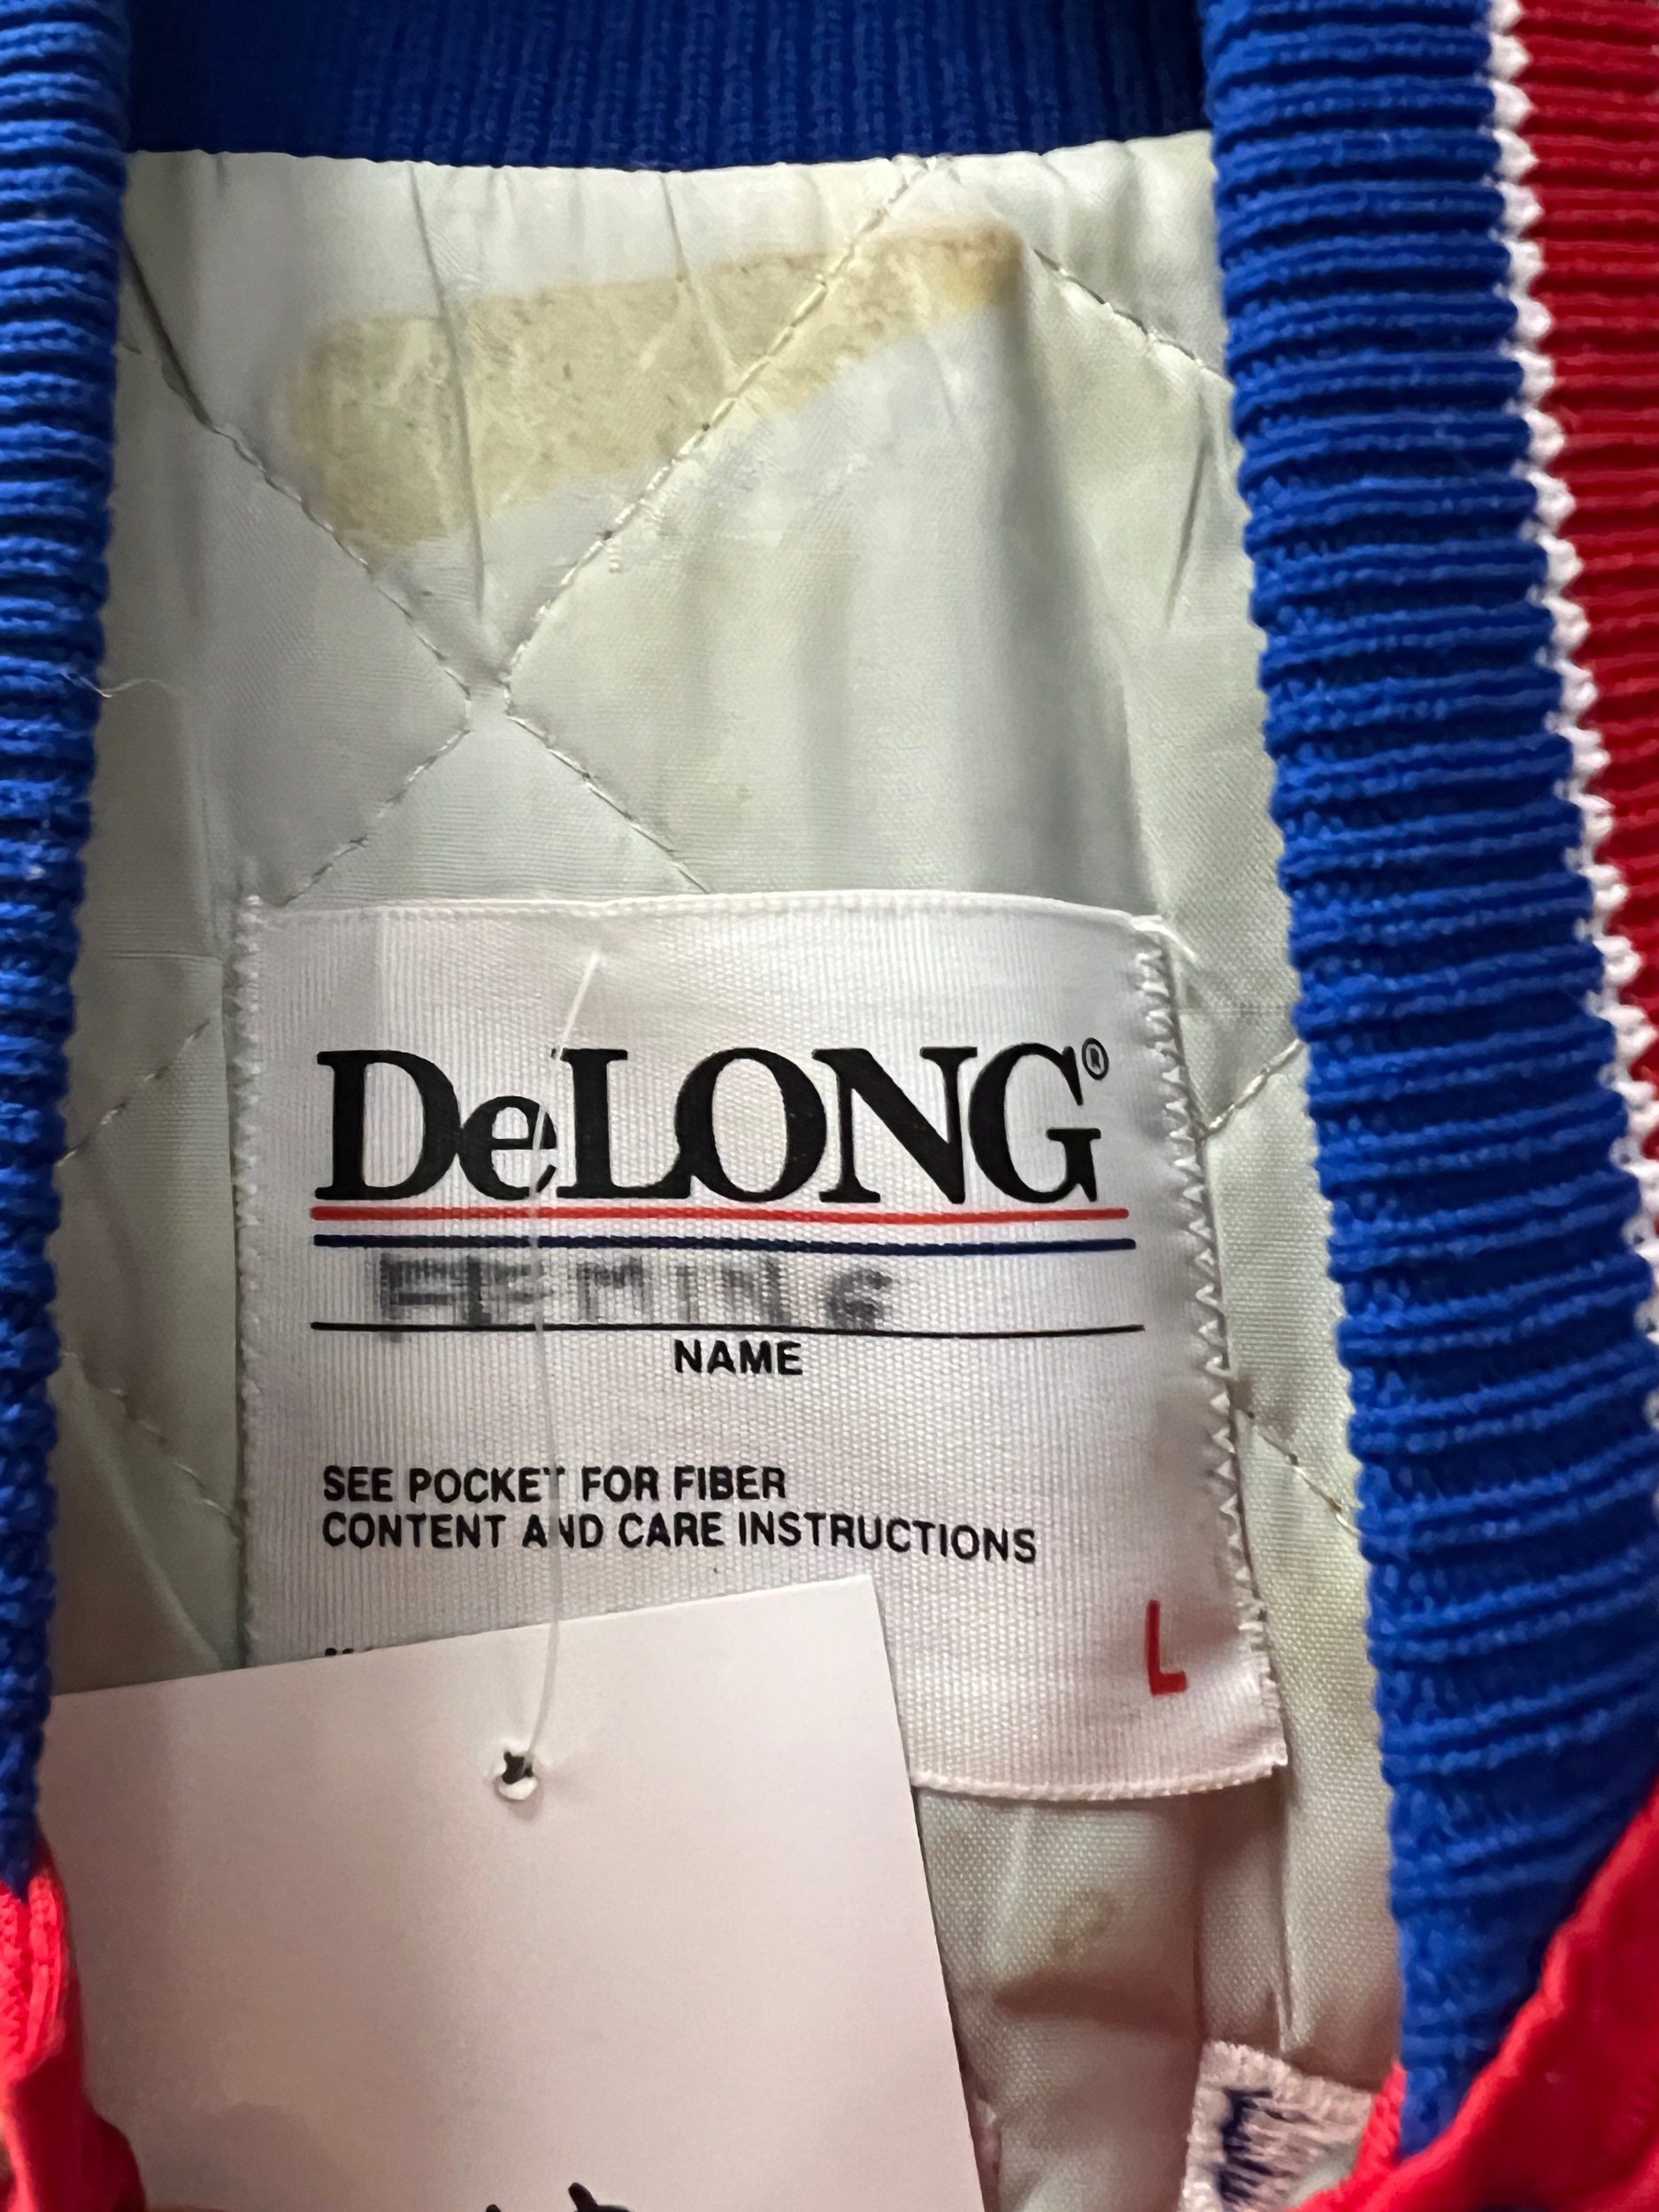 DeLONG®
NAME
SEE POCKET FOR FIBER
CONTENT AND CARE INSTRUCTIONS
L